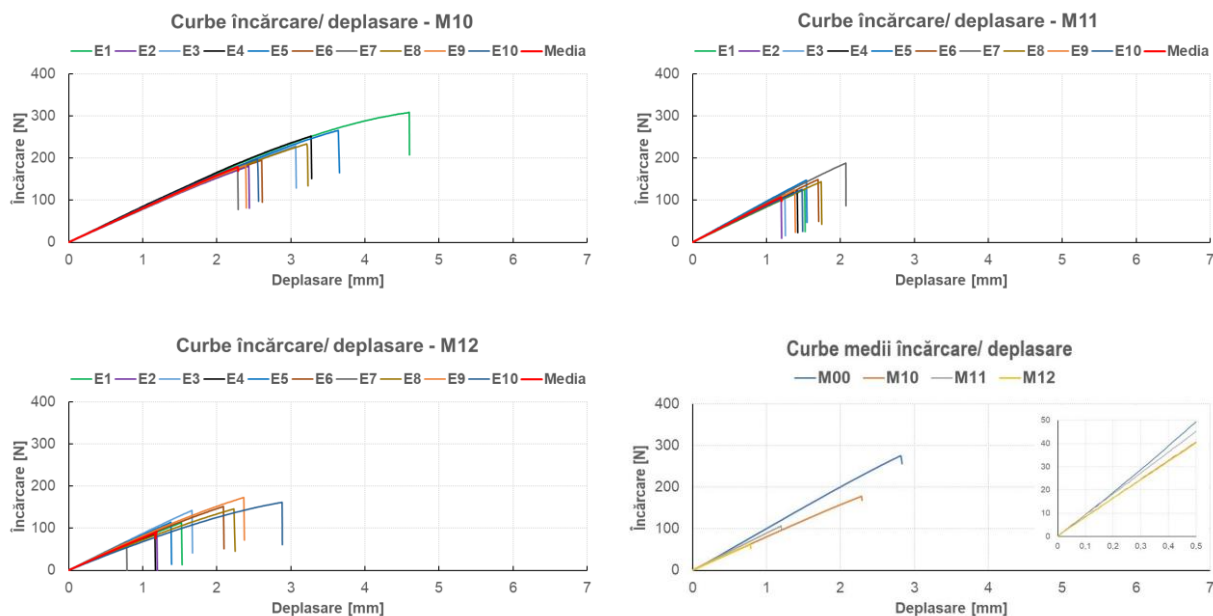 Curbe încărcare/ deplasare - M10
E1 E2 E3 E4 E5 E6 E7 E8 E9 E10 Media
Încărcare [N]
400
300
200
100
0
0 1 2 3 4 5 6 7
Deplasare [mm]
Curbe încărcare/ deplasare - M11
E1 E2 E3 E4 E5 E6 E7 E8 E9 E10 Media
Încărcare [N]
400
300
200
100
0
0 1 2 3 4 5 6 7
Deplasare [mm]
Curbe încărcare/ deplasare - M12
E1 E2 E3 E4 E5 E6 E7 E8 E9 E10 Media
Încărcare [N]
400
300
200
100
0
0 1 2 3 4 5 6 7
Deplasare [mm]
Curbe medii încărcare/ deplasare
M00 M10 M11 M12
Încărcare [N]
400
300
200
100
0
0 1 2 3 4 5 6 7
Deplasare [mm]
50
40
30
20
10
0
0 0,1 0,2 0,3 0,4 0,5